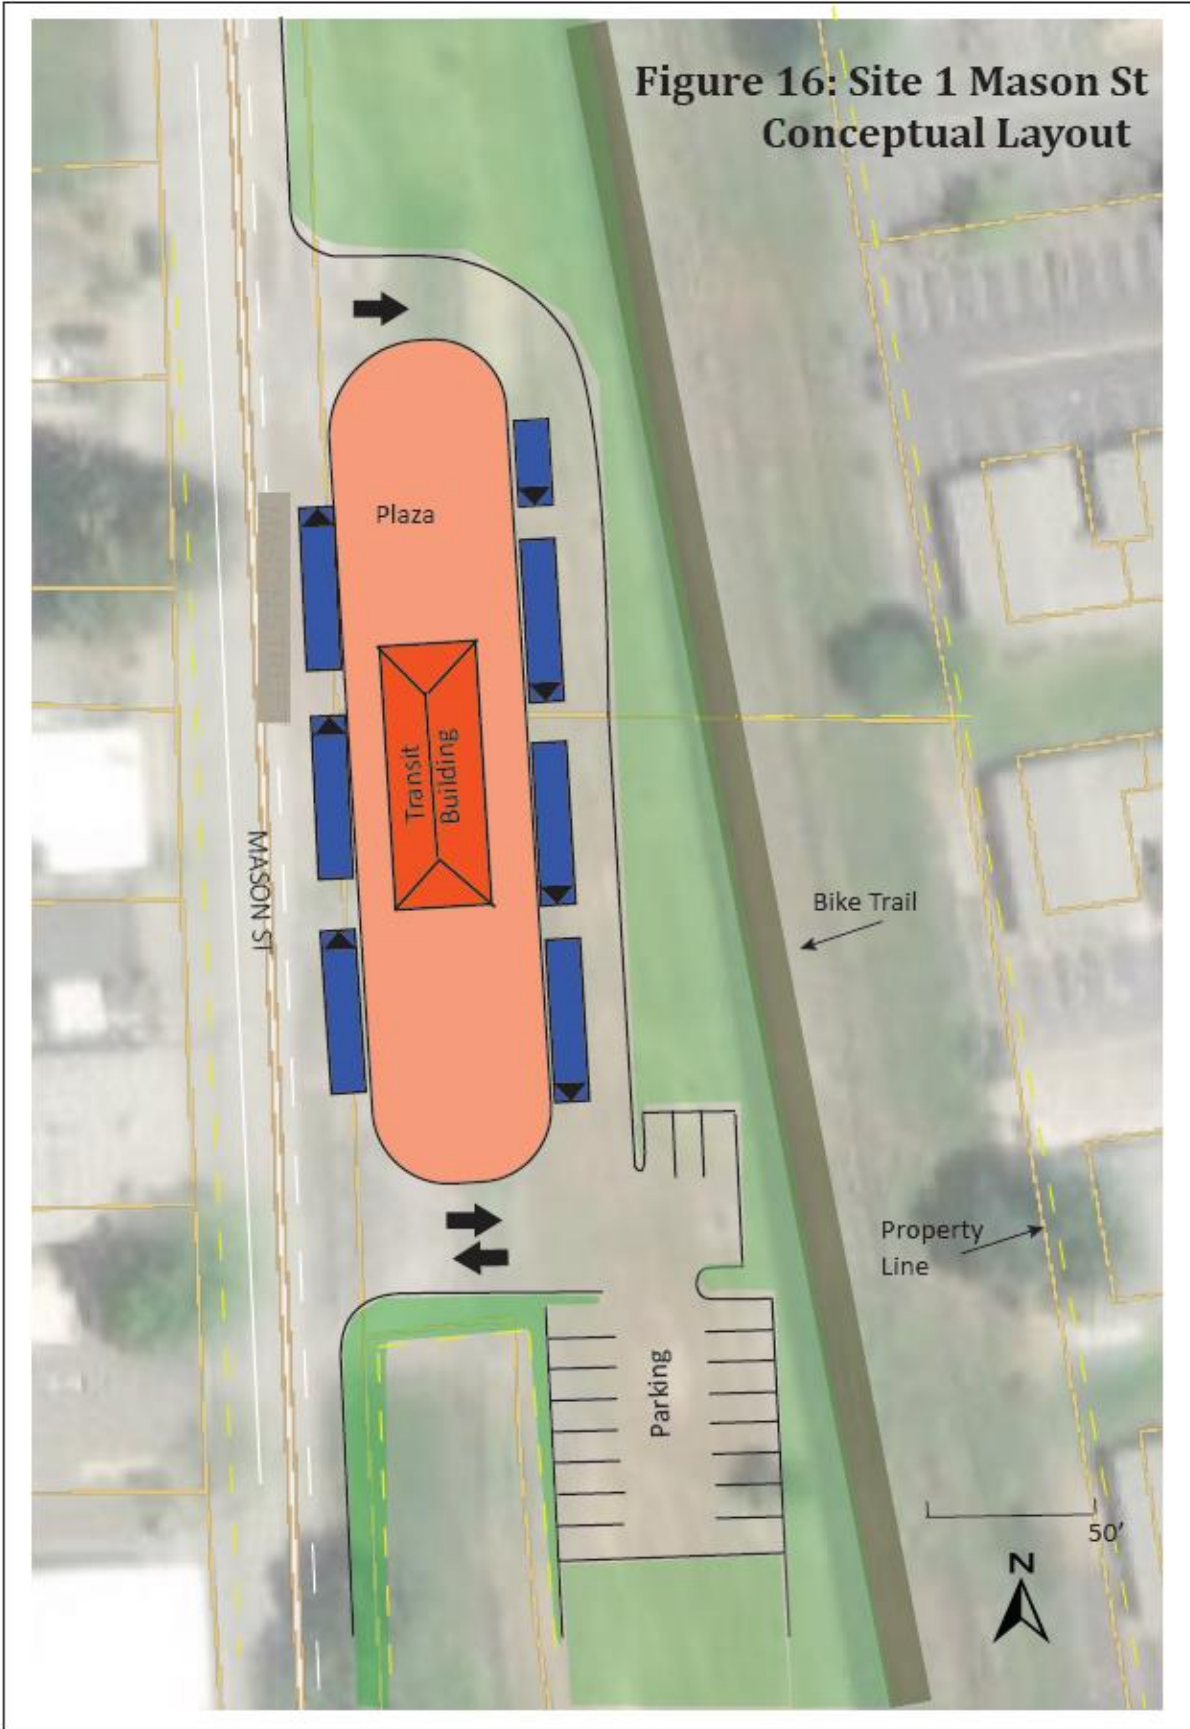 Figure 16: Site 1 Mason St
Conceptual Layout
Plaza
Transit
Building
MASON ST
Bike Trail
Property
Line
Parking
50'
N